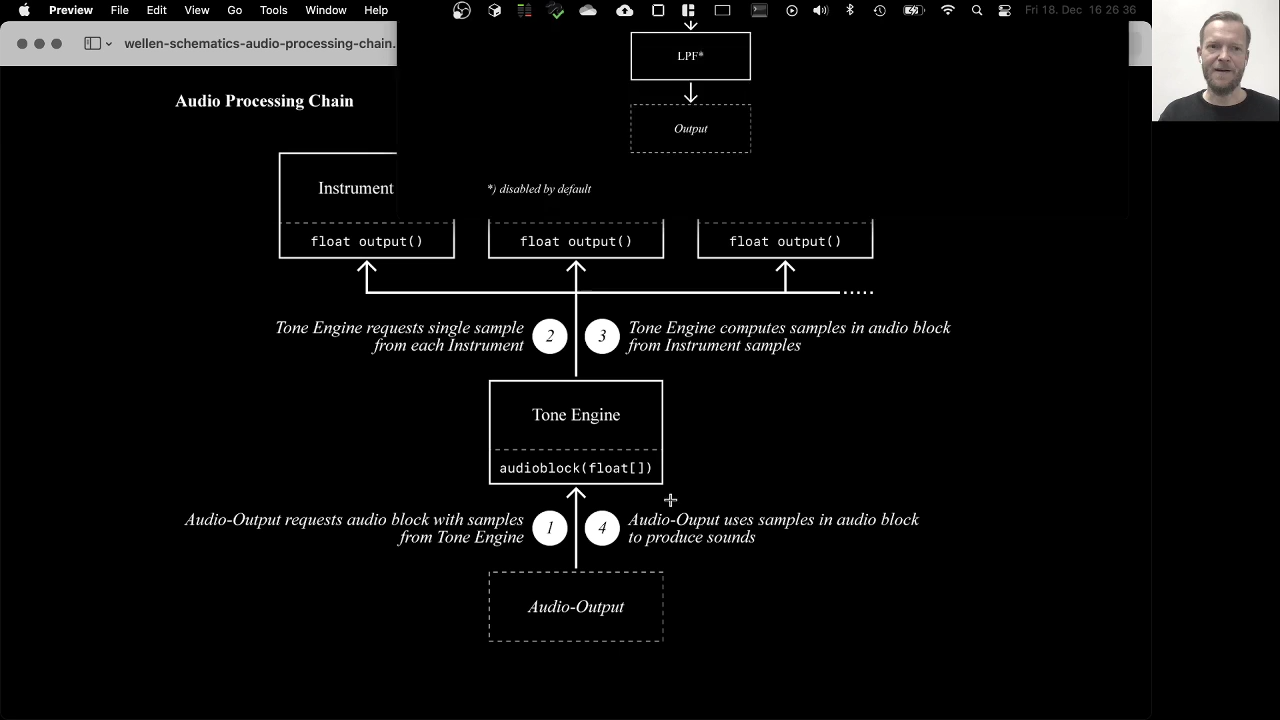 Preview File Edit View Go Tools Window Help Fri 18. Dec 16 26 36
wellen-schematics-audio-processing-chain.
LPF*
Output
*) disabled by default
Audio Processing Chain
Instrument
float output()
float output()
float output()
Tone Engine requests single sample
from each Instrument
2
3
Tone Engine computes samples in audio block
from Instrument samples
Tone Engine
audioblock(float[])
Audio-Output requests audio block with samples
from Tone Engine
1
4
Audio-Ouput uses samples in audio block
to produce sounds
Audio-Output